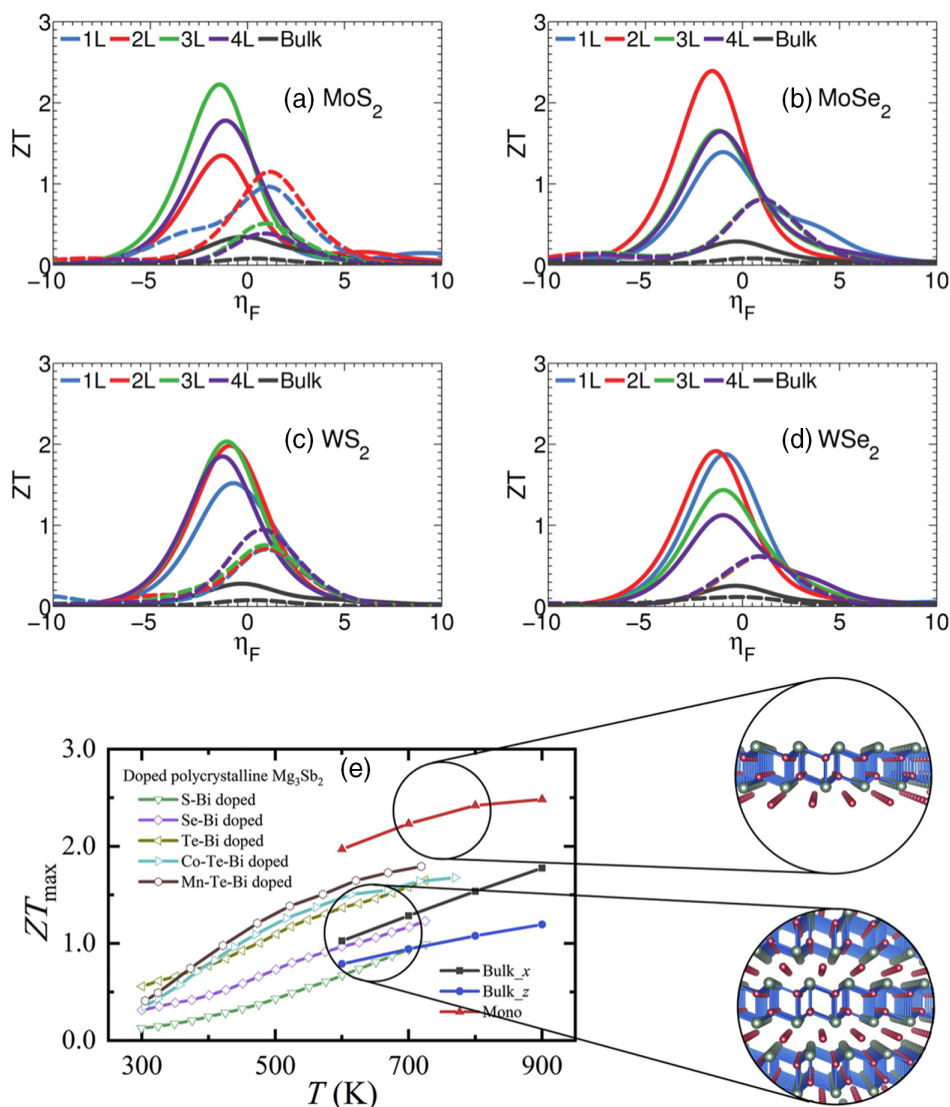 3
1L 2L 3L 4L Bulk
(a) MoS2
2
ZT
1
0
−10 −5 0 5 10
ηF
3
1L 2L 3L 4L Bulk
(b) MoSe2
2
ZT
1
0
−10 −5 0 5 10
ηF
3
1L 2L 3L 4L Bulk
(c) WS2
2
ZT
1
0
−10 −5 0 5 10
ηF
3
1L 2L 3L 4L Bulk
(d) WSe2
2
ZT
1
0
−10 −5 0 5 10
ηF
3.0
(e)
Doped polycrystalline Mg3Sb2
S-Bi doped
Se-Bi doped
Te-Bi doped
Co-Te-Bi doped
Mn-Te-Bi doped
2.0
ZTmax
1.0
Bulk_x
Bulk_z
Mono
0.0
300 500 700 900
T (K)